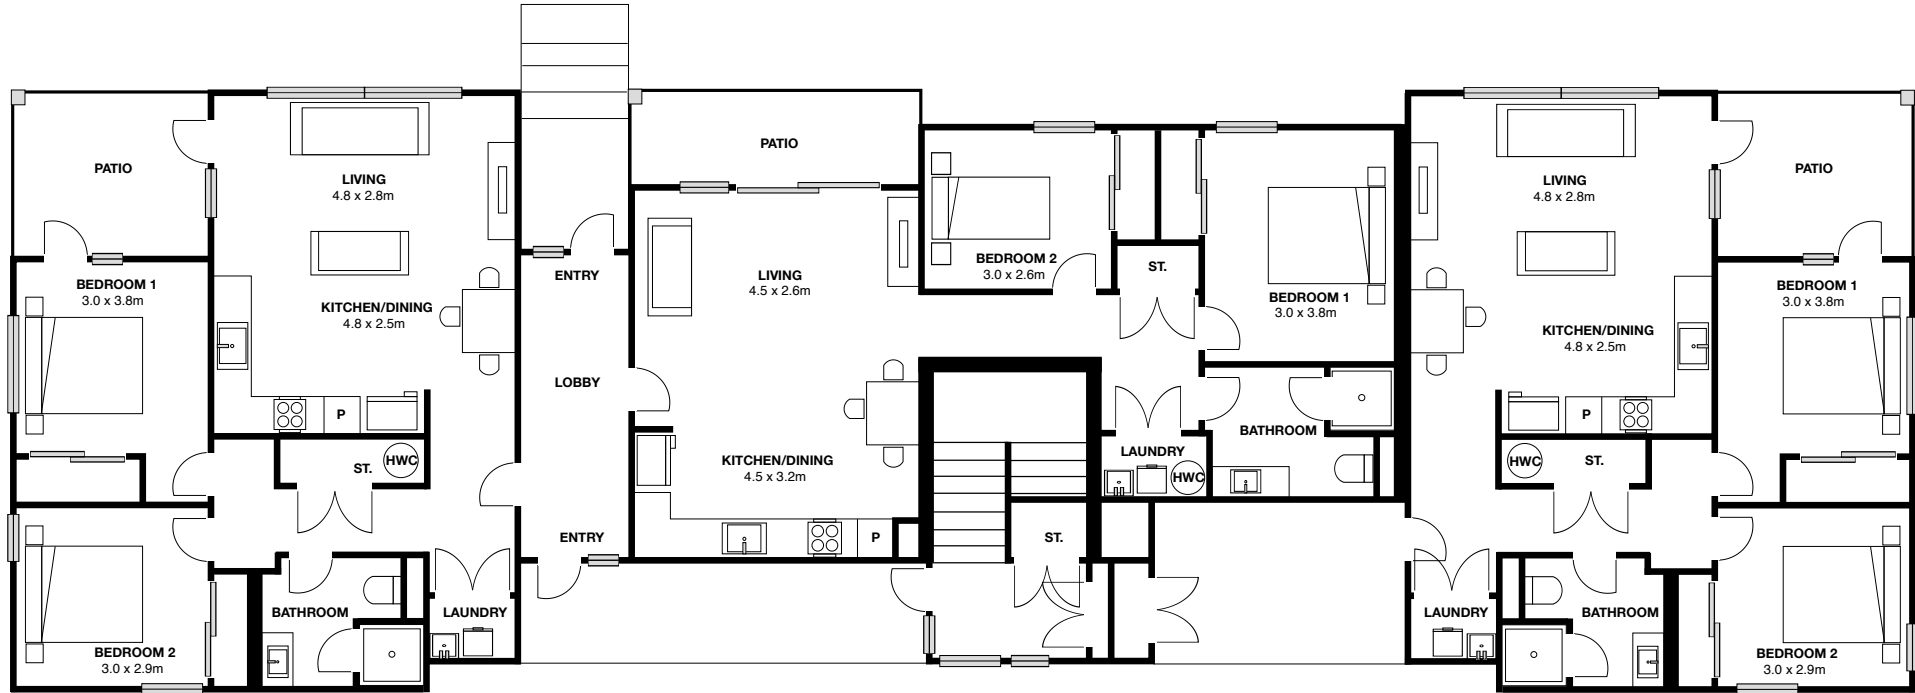 PATIO
LIVING
4.8 x 2.8m
BEDROOM 1
3.0 x 3.8m
KITCHEN/DINING
4.8 x 2.5m
P
ST.
HWC
BATHROOM
LAUNDRY
BEDROOM 2
3.0 x 2.9m
ENTRY
LOBBY
ENTRY
PATIO
LIVING
4.5 x 2.6m
KITCHEN/DINING
4.5 x 3.2m
P
BEDROOM 2
3.0 x 2.6m
ST.
BEDROOM 1
3.0 x 3.8m
BATHROOM
LAUNDRY
HWC
ST.
LIVING
4.8 x 2.8m
PATIO
BEDROOM 1
3.0 x 3.8m
KITCHEN/DINING
4.8 x 2.5m
P
HWC
ST.
LAUNDRY
BATHROOM
BEDROOM 2
3.0 x 2.9m